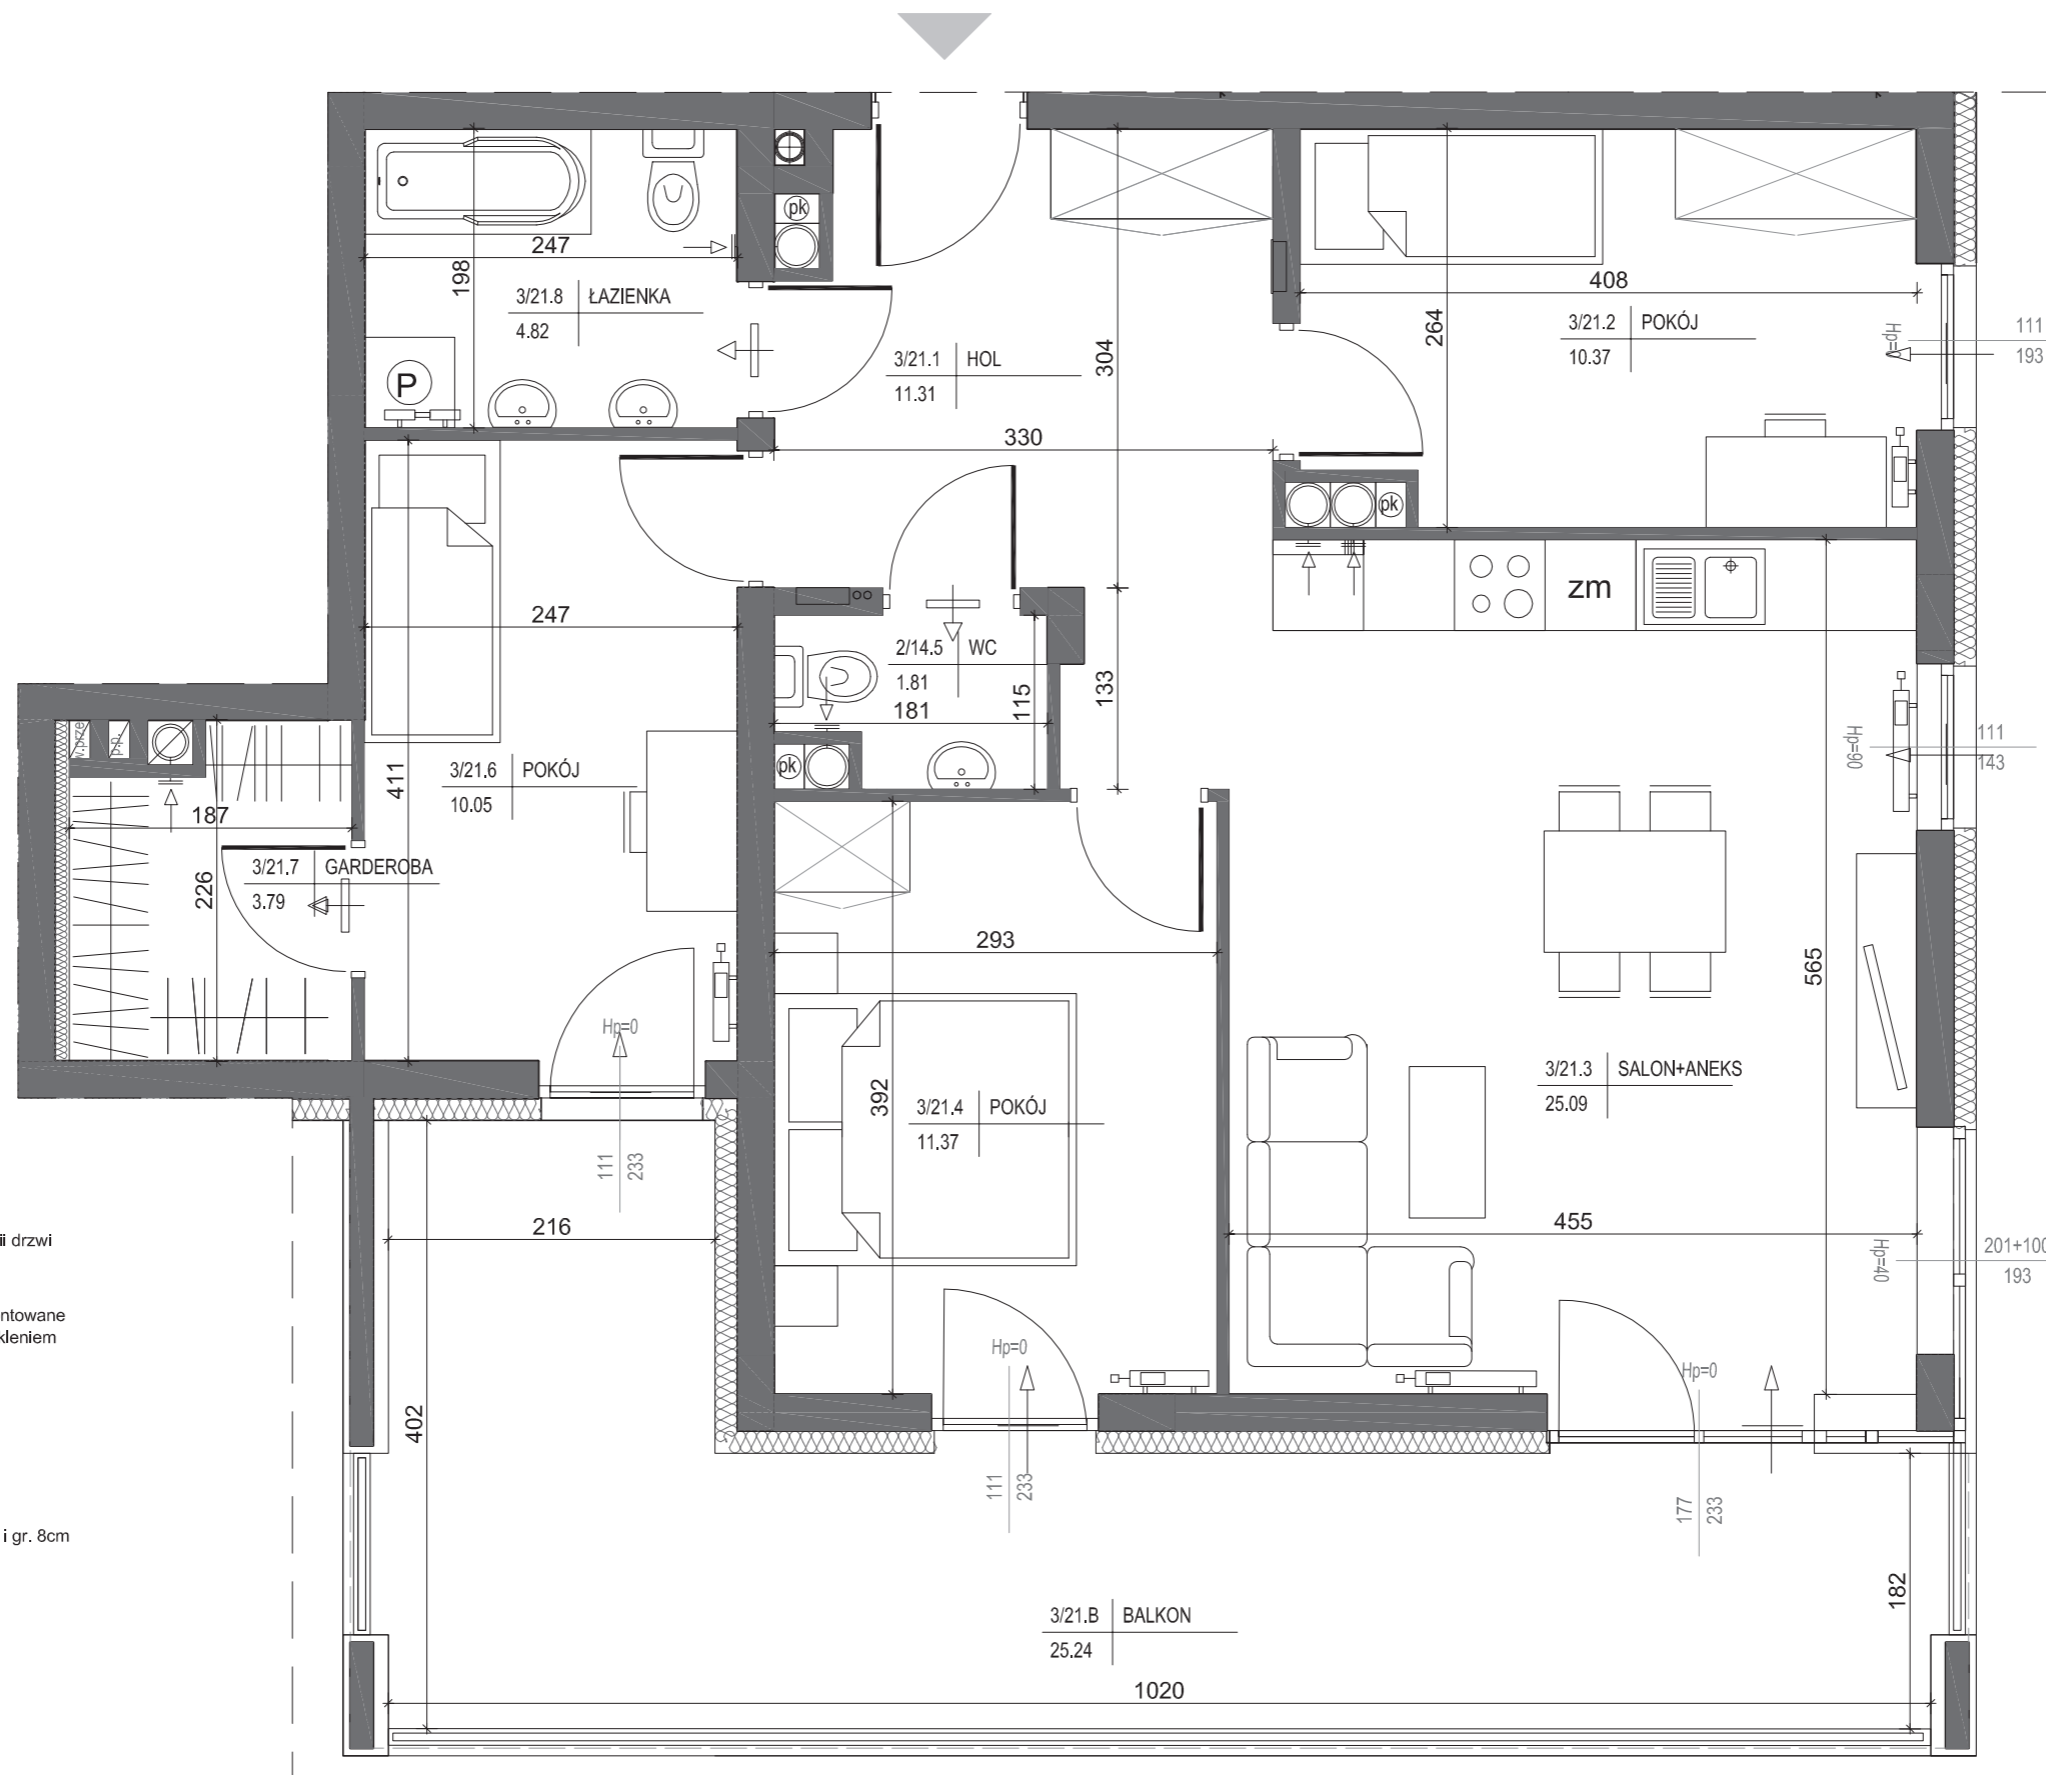 pk
247
198
3/21.8 ŁAZIENKA
4.82
P
3/21.1 HOL
11.31
304
330
408
264
3/21.2 POKÓJ
10.37
Hp=0
111
193
pk
zm
247
2/14.5 WC
1.81
181
115
133
pk
p.p.
411
3/21.6 POKÓJ
10.05
187
3/21.7 GARDEROBA
3.79
226
Hp=90
111
143
293
565
Hp=0
392
3/21.4 POKÓJ
11.37
3/21.3 SALON+ANEKS
25.09
111
233
216
455
ii drzwi
Hp=40
201+100
193
ntowane
kleniem
Hp=0
Hp=0
402
111
233
177
233
i gr. 8cm
182
3/21.B BALKON
25.24
1020